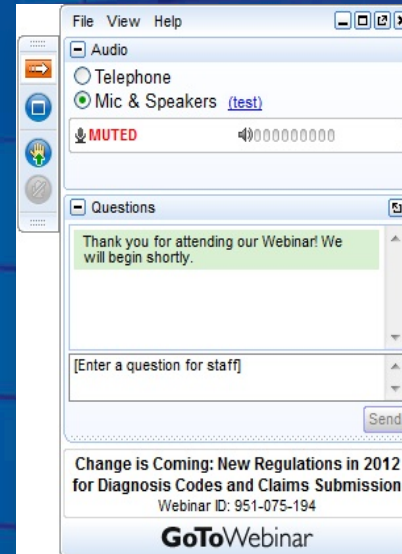 File View Help
Audio
Telephone
Mic & Speakers (test)
MUTED 000000000
Questions
Thank you for attending our Webinar! We
will begin shortly.
[Enter a question for staff]
Send
Change is Coming: New Regulations in 2012
for Diagnosis Codes and Claims Submission
Webinar ID: 951-075-194
GoToWebinar